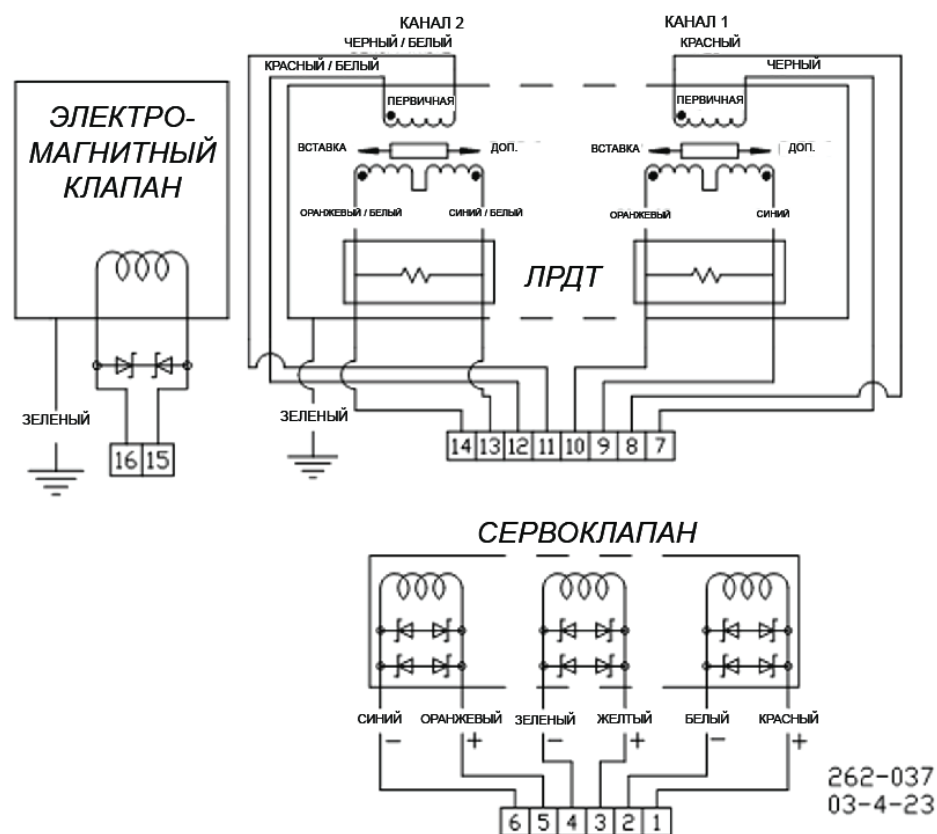 КАНАЛ 2
КАНАЛ 1
ЧЕРНЫЙ / БЕЛЫЙ
КРАСНЫЙ
КРАСНЫЙ / БЕЛЫЙ
ЧЕРНЫЙ
ЭЛЕКТРО-
МАГНИТНЫЙ
КЛАПАН
ПЕРВИЧНАЯ
ПЕРВИЧНАЯ
ВСТАВКА
ДОП.
ВСТАВКА
ДОП.
ОРАНЖЕВЫЙ / БЕЛЫЙ
СИНИЙ / БЕЛЫЙ
ОРАНЖЕВЫЙ
СИНИЙ
ЛРДТ
ЗЕЛЕНЫЙ
ЗЕЛЕНЫЙ
16 15
14 13 12 11 10 9 8 7
СЕРВОКЛАПАН
СИНИЙ ОРАНЖЕВЫЙ ЗЕЛЕНЫЙ ЖЕЛТЫЙ БЕЛЫЙ КРАСНЫЙ
- + - + - +
6 5 4 3 2 1
262-037
03-4-23